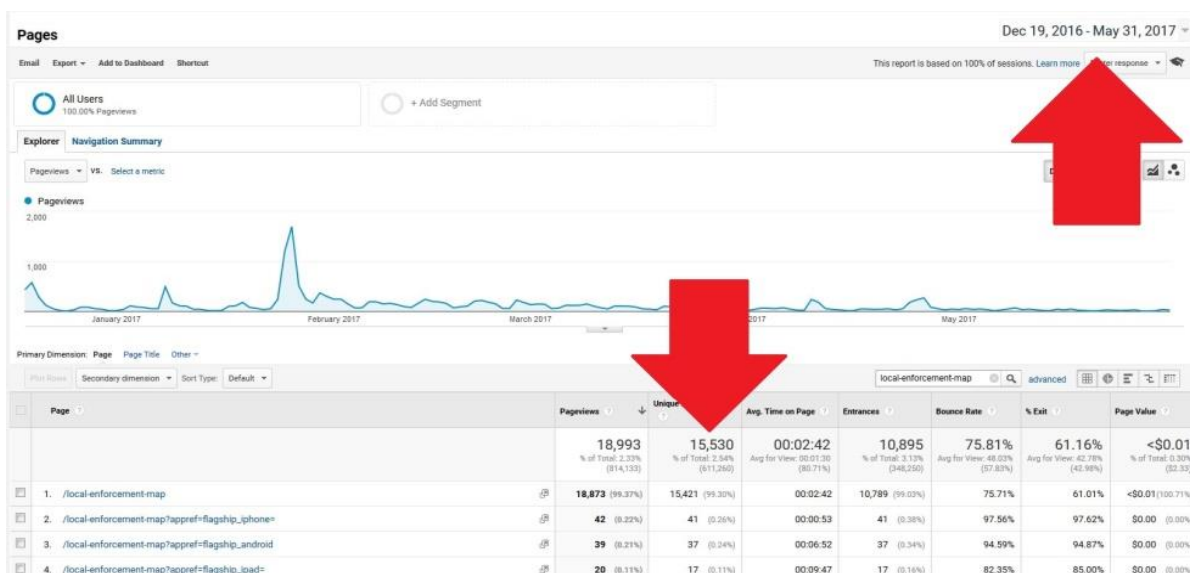 Pages
Dec 19, 2016 - May 31, 2017
Email Export Add to Dashboard Shortcut
This report is based on 100% of sessions. Learn more response
All Users
100.00% Pageviews
+ Add Segment
Explorer Navigation Summary
Pageviews VS. Select a metric
Pageviews
2,000
1,000
January 2017 February 2017 March 2017 2017 May 2017
Primary Dimension: Page Page Title Other
Plot Rows Secondary dimension Sort Type: Default local-enforcement-map advanced
Page Pageviews Unique Avg. Time on Page Entrances Bounce Rate % Exit Page Value
18,993 15,530 00:02:42 10,895 75.81% 61.16% <$0.01
% of Total: 2.33% % of Total: 2.54% Avg for View: 00:01:30 % of Total: 3.13% Avg for View: 48.03% Avg for View: 42.78% % of Total: 0.30%
(814,133) (611,260) (80.71%) (348,250) (57.83%) (42.98%) ($2.33)
1. /local-enforcement-map 18,873 (99.37%) 15,421 (99.30%) 00:02:42 10,789 (99.03%) 75.71% 61.01% <$0.01 (100.71%
2. /local-enforcement-map?appref=flagship_iphone= 42 (0.22%) 41 (0.26%) 00:00:53 41 (0.38%) 97.56% 97.62% $0.00 (0.00%
3. /local-enforcement-map?appref=flagship_android 39 (0.21%) 37 (0.24%) 00:06:52 37 (0.34%) 94.59% 94.87% $0.00 (0.00%
4. /local-enforcement-map?appref=flagship_ipad= 20 (0.11%) 17 (0.11%) 00:09:47 17 (0.16%) 82.35% 85.00% $0.00 (0.00%